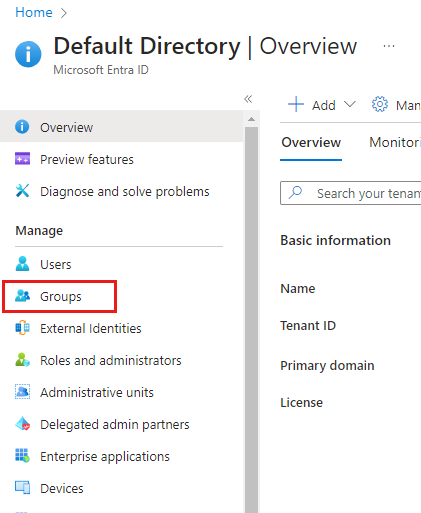 Home
Default Directory | Overview ...
Microsoft Entra ID
Overview
Preview features
Diagnose and solve problems
Manage
Users
Groups
External Identities
Roles and administrators
Administrative units
Delegated admin partners
Enterprise applications
Devices
Add
Man
Overview
Monitori
Search your tenan
Basic information
Name
Tenant ID
Primary domain
License